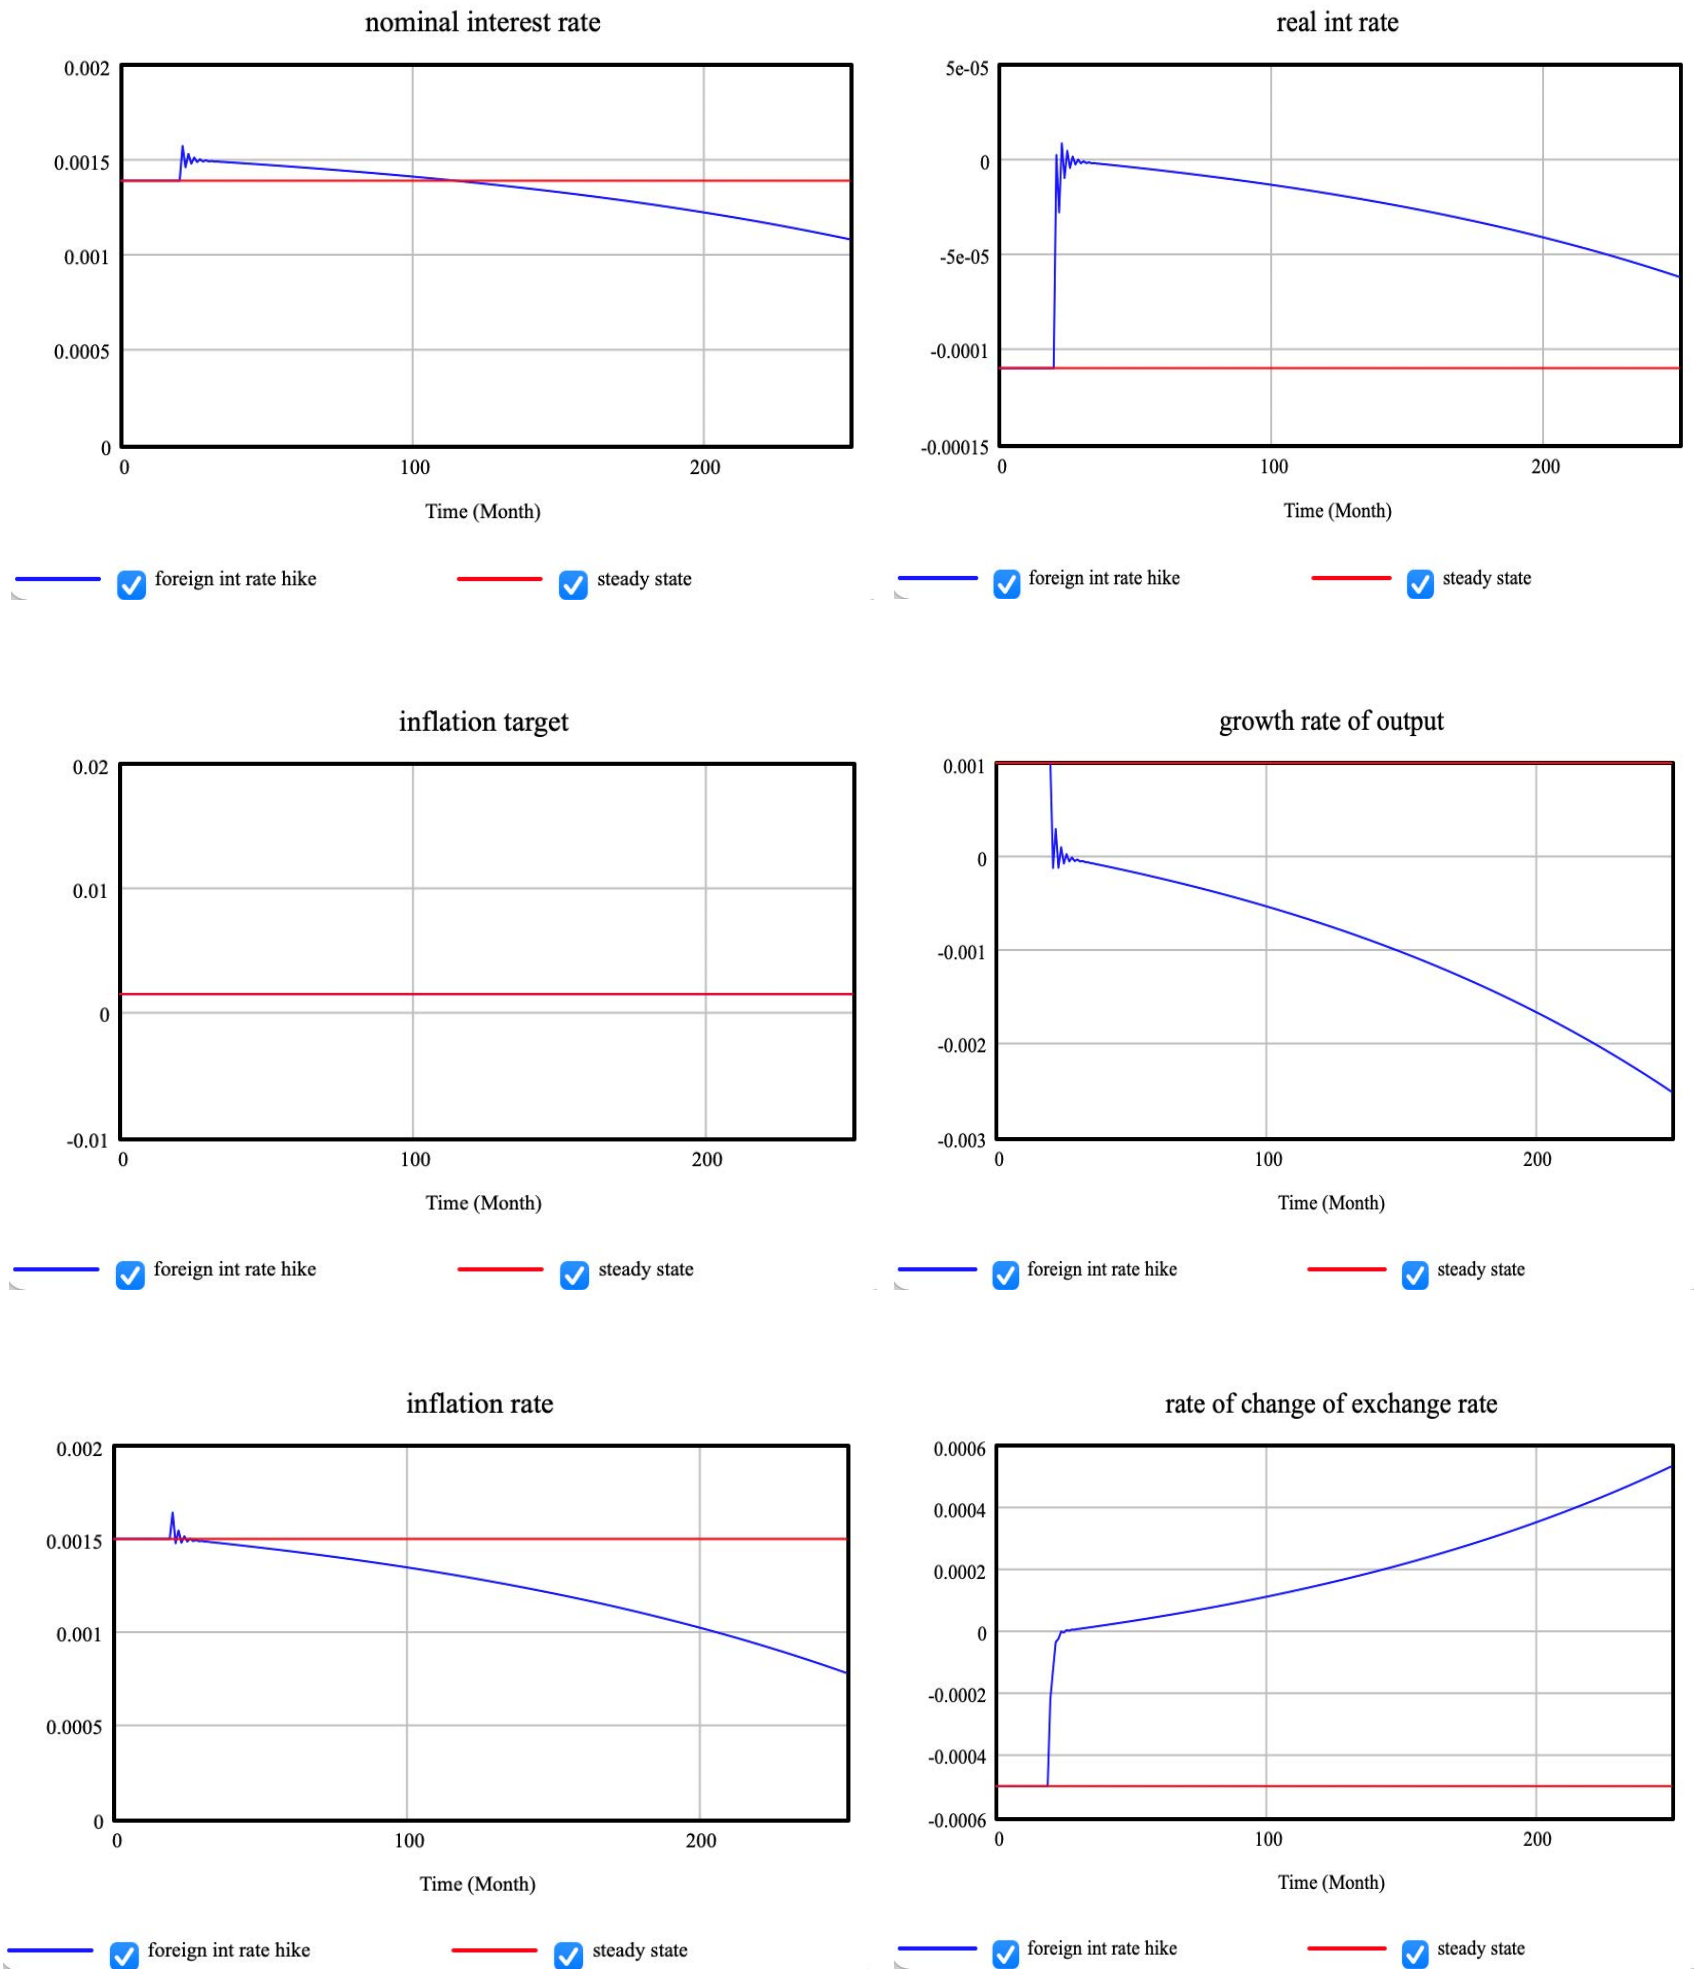 nominal interest rate
0.002
0.0015
0.001
0.0005
0
0 100 200
Time (Month)
foreign int rate hike steady state
real int rate
5e-05
0
-5e-05
-0.0001
-0.00015
0 100 200
Time (Month)
foreign int rate hike steady state
inflation target
0.02
0.01
0
-0.01
0 100 200
Time (Month)
foreign int rate hike steady state
growth rate of output
0.001
0
-0.001
-0.002
-0.003
0 100 200
Time (Month)
foreign int rate hike steady state
inflation rate
0.002
0.0015
0.001
0.0005
0
0 100 200
Time (Month)
foreign int rate hike steady state
rate of change of exchange rate
0.0006
0.0004
0.0002
0
-0.0002
-0.0004
-0.0006
0 100 200
Time (Month)
foreign int rate hike steady state